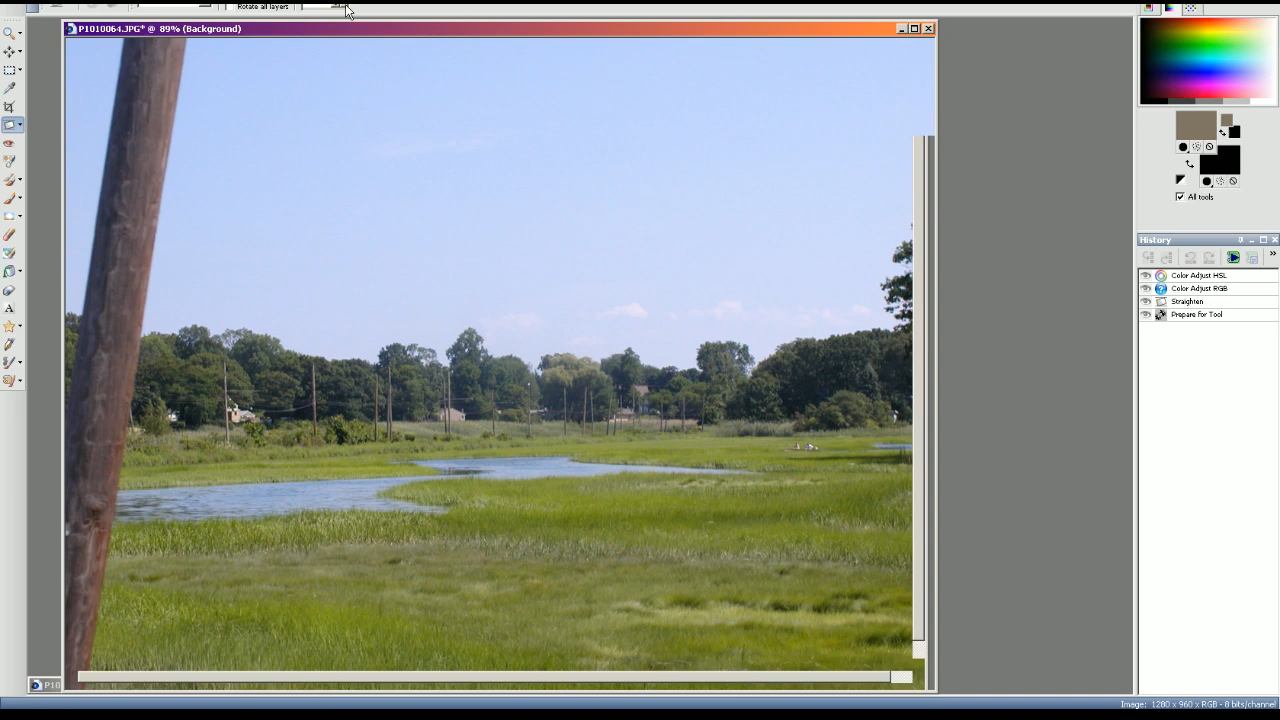 Rotate all layers
P1010064.JPG* @ 89% (Background)
All tools
History
Color Adjust HSL
Color Adjust RGB
Straighten
Prepare for Tool
P10
Image: 1280 x 960 x RGB - 8 bits/channel